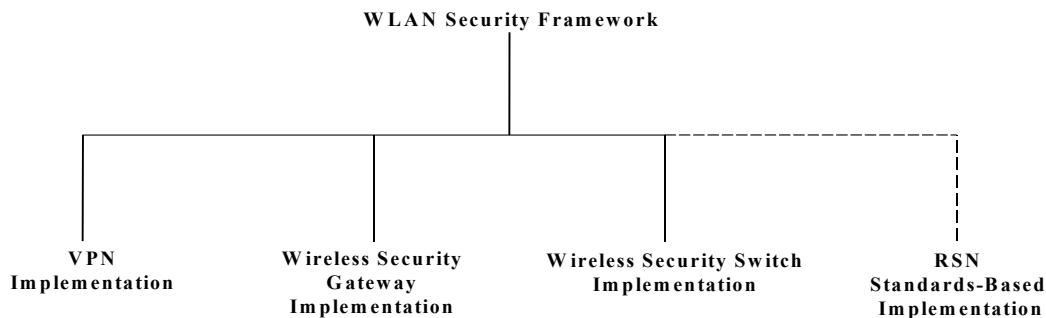 WLAN Security Framework
VPN
Implementation
Wireless Security
Gateway
Implementation
Wireless Security Switch
Implementation
RSN
Standards-Based
Implementation